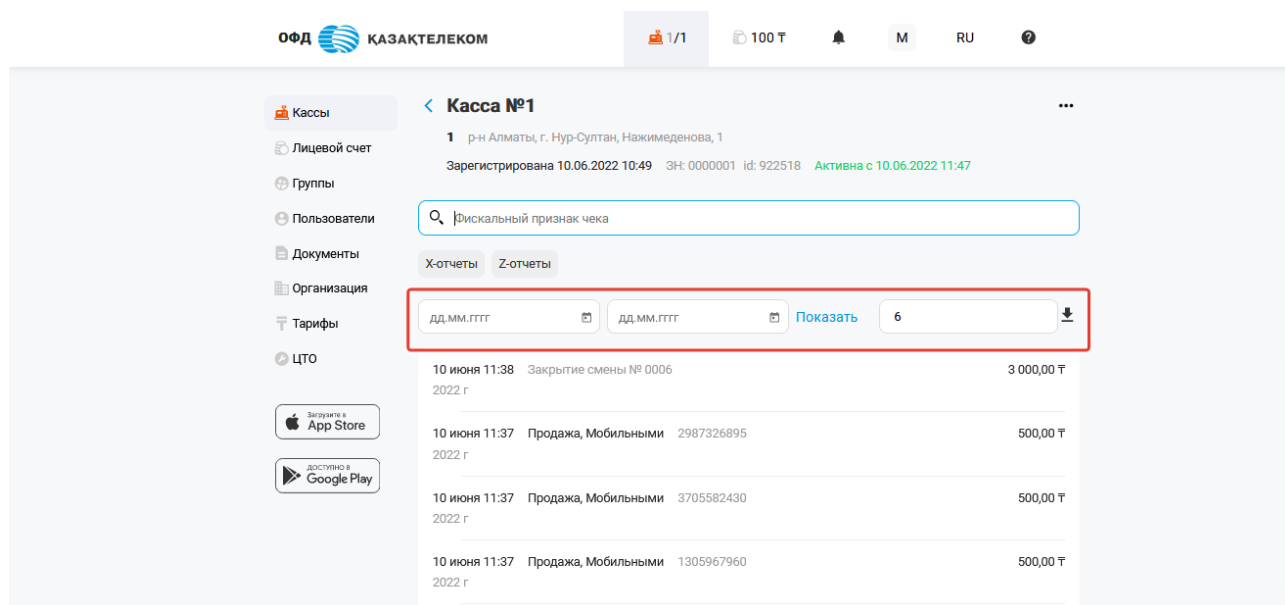 ОФД ҚАЗАҚТЕЛЕКОМ 1/1 100 ₸ М RU ?
Кассы
Лицевой счет
Группы
Пользователи
Документы
Организация
Тарифы
ЦТО
Загрузите в
App Store
ДОСТУПНО В
Google Play
Касса №1 •••
1 р-н Алматы, г. Нур-Султан, Нажимеденова, 1
Зарегистрирована 10.06.2022 10:49 ЗН: 0000001 id: 922518 Активна с 10.06.2022 11:47
Фискальный признак чека
X-отчеты Z-отчеты
дд.мм.гггг дд.мм.гггг Показать 6
10 июня 11:38 Закрытие смены № 0006 3 000,00 ₸
2022 г
10 июня 11:37 Продажа, Мобильными 2987326895 500,00 ₸
2022 г
10 июня 11:37 Продажа, Мобильными 3705582430 500,00 ₸
2022 г
10 июня 11:37 Продажа, Мобильными 1305967960 500,00 ₸
2022 г